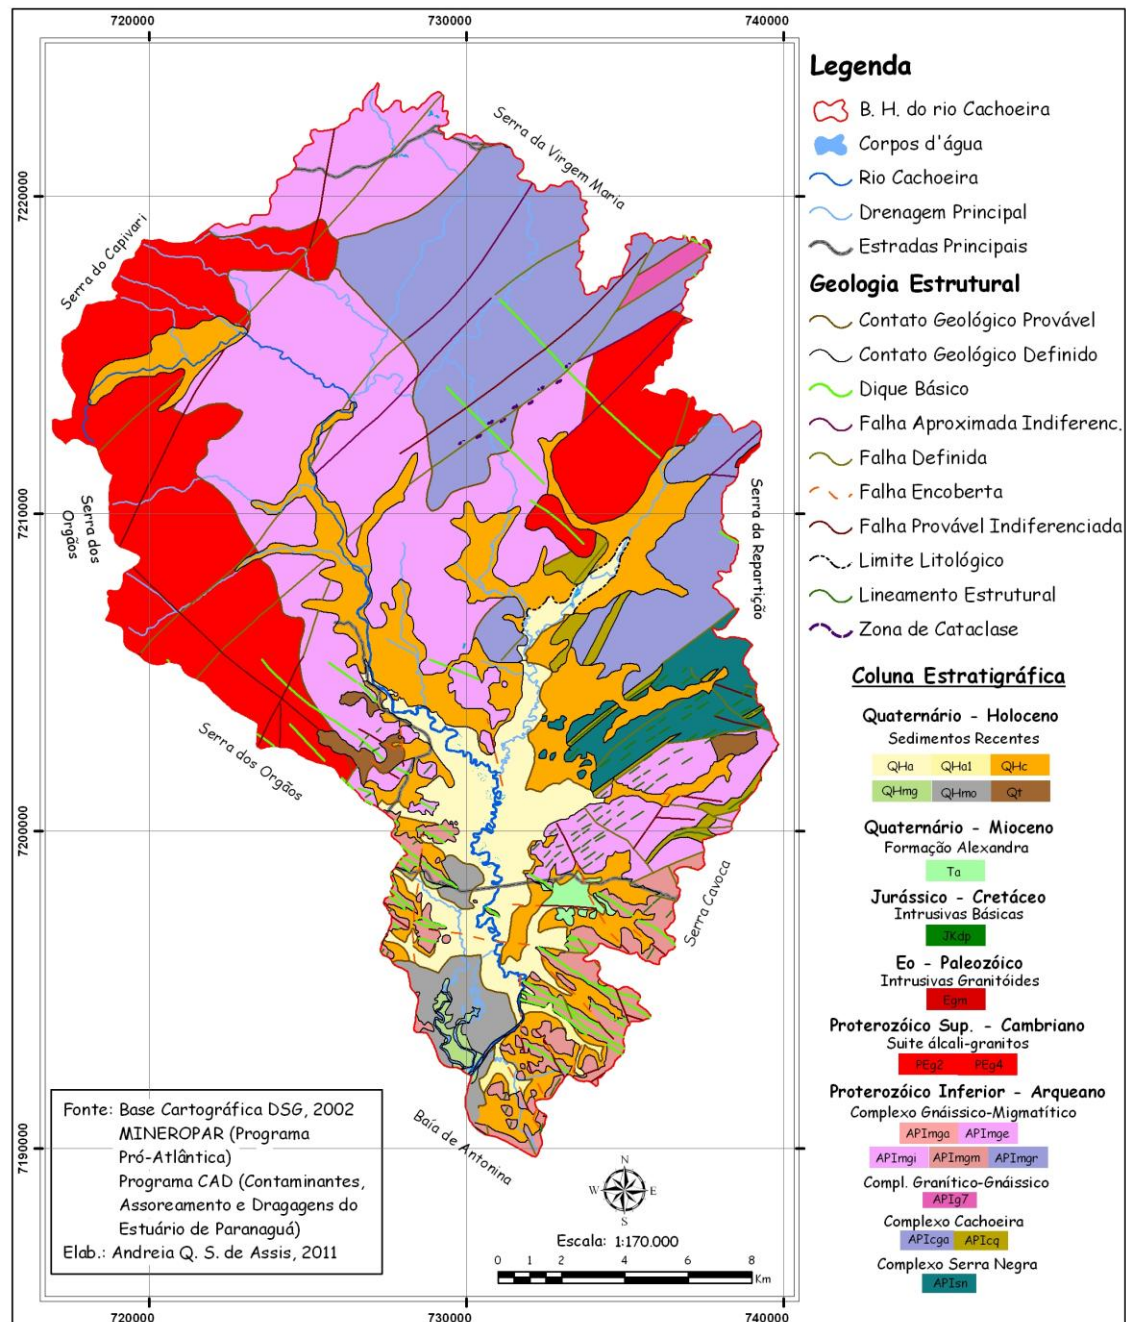 720000
730000
740000
7220000
7210000
7200000
7190000
Serra da Virgem Maria
Serra do Capivari
Serra dos
Orgãos
Serra da Repartição
Serra dos Orgãos
Serra Cavoca
Baía de Antonina
Legenda
B. H. do rio Cachoeira
Corpos d'água
Rio Cachoeira
Drenagem Principal
Estradas Principais
Geologia Estrutural
Contato Geológico Provável
Contato Geológico Definido
Dique Básico
Falha Aproximada Indiferenc.
Falha Definida
Falha Encoberta
Falha Provável Indiferenciada
Limite Litológico
Lineamento Estrutural
Zona de Cataclase
Coluna Estratigráfica
Quaternário - Holoceno
Sedimentos Recentes
QHa QHa1 QHc
QHmg QHmo Qt
Quaternário - Mioceno
Formação Alexandra
Ta
Jurássico - Cretáceo
Intrusivas Básicas
JKdp
Eo - Paleozóico
Intrusivas Granitóides
Egm
Proterozóico Sup. - Cambriano
Suite álcali-granitos
PEg2 PEg4
Proterozóico Inferior - Arqueano
Complexo Gnáissico-Migmatítico
APImga APImge
APImgi APImgm APImgr
Compl. Granítico-Gnáissico
APIg7
Complexo Cachoeira
APIcga APIcq
Complexo Serra Negra
APIsn
Fonte: Base Cartográfica DSG, 2002
MINEROPAR (Programa
Pró-Atlântica)
Programa CAD (Contaminantes,
Assoreamento e Dragagens do
Estuário de Paranaguá)
Elab.: Andreia Q. S. de Assis, 2011
N
W E
S
Escala: 1:170.000
0 1 2 4 6 8
Km
720000
730000
740000